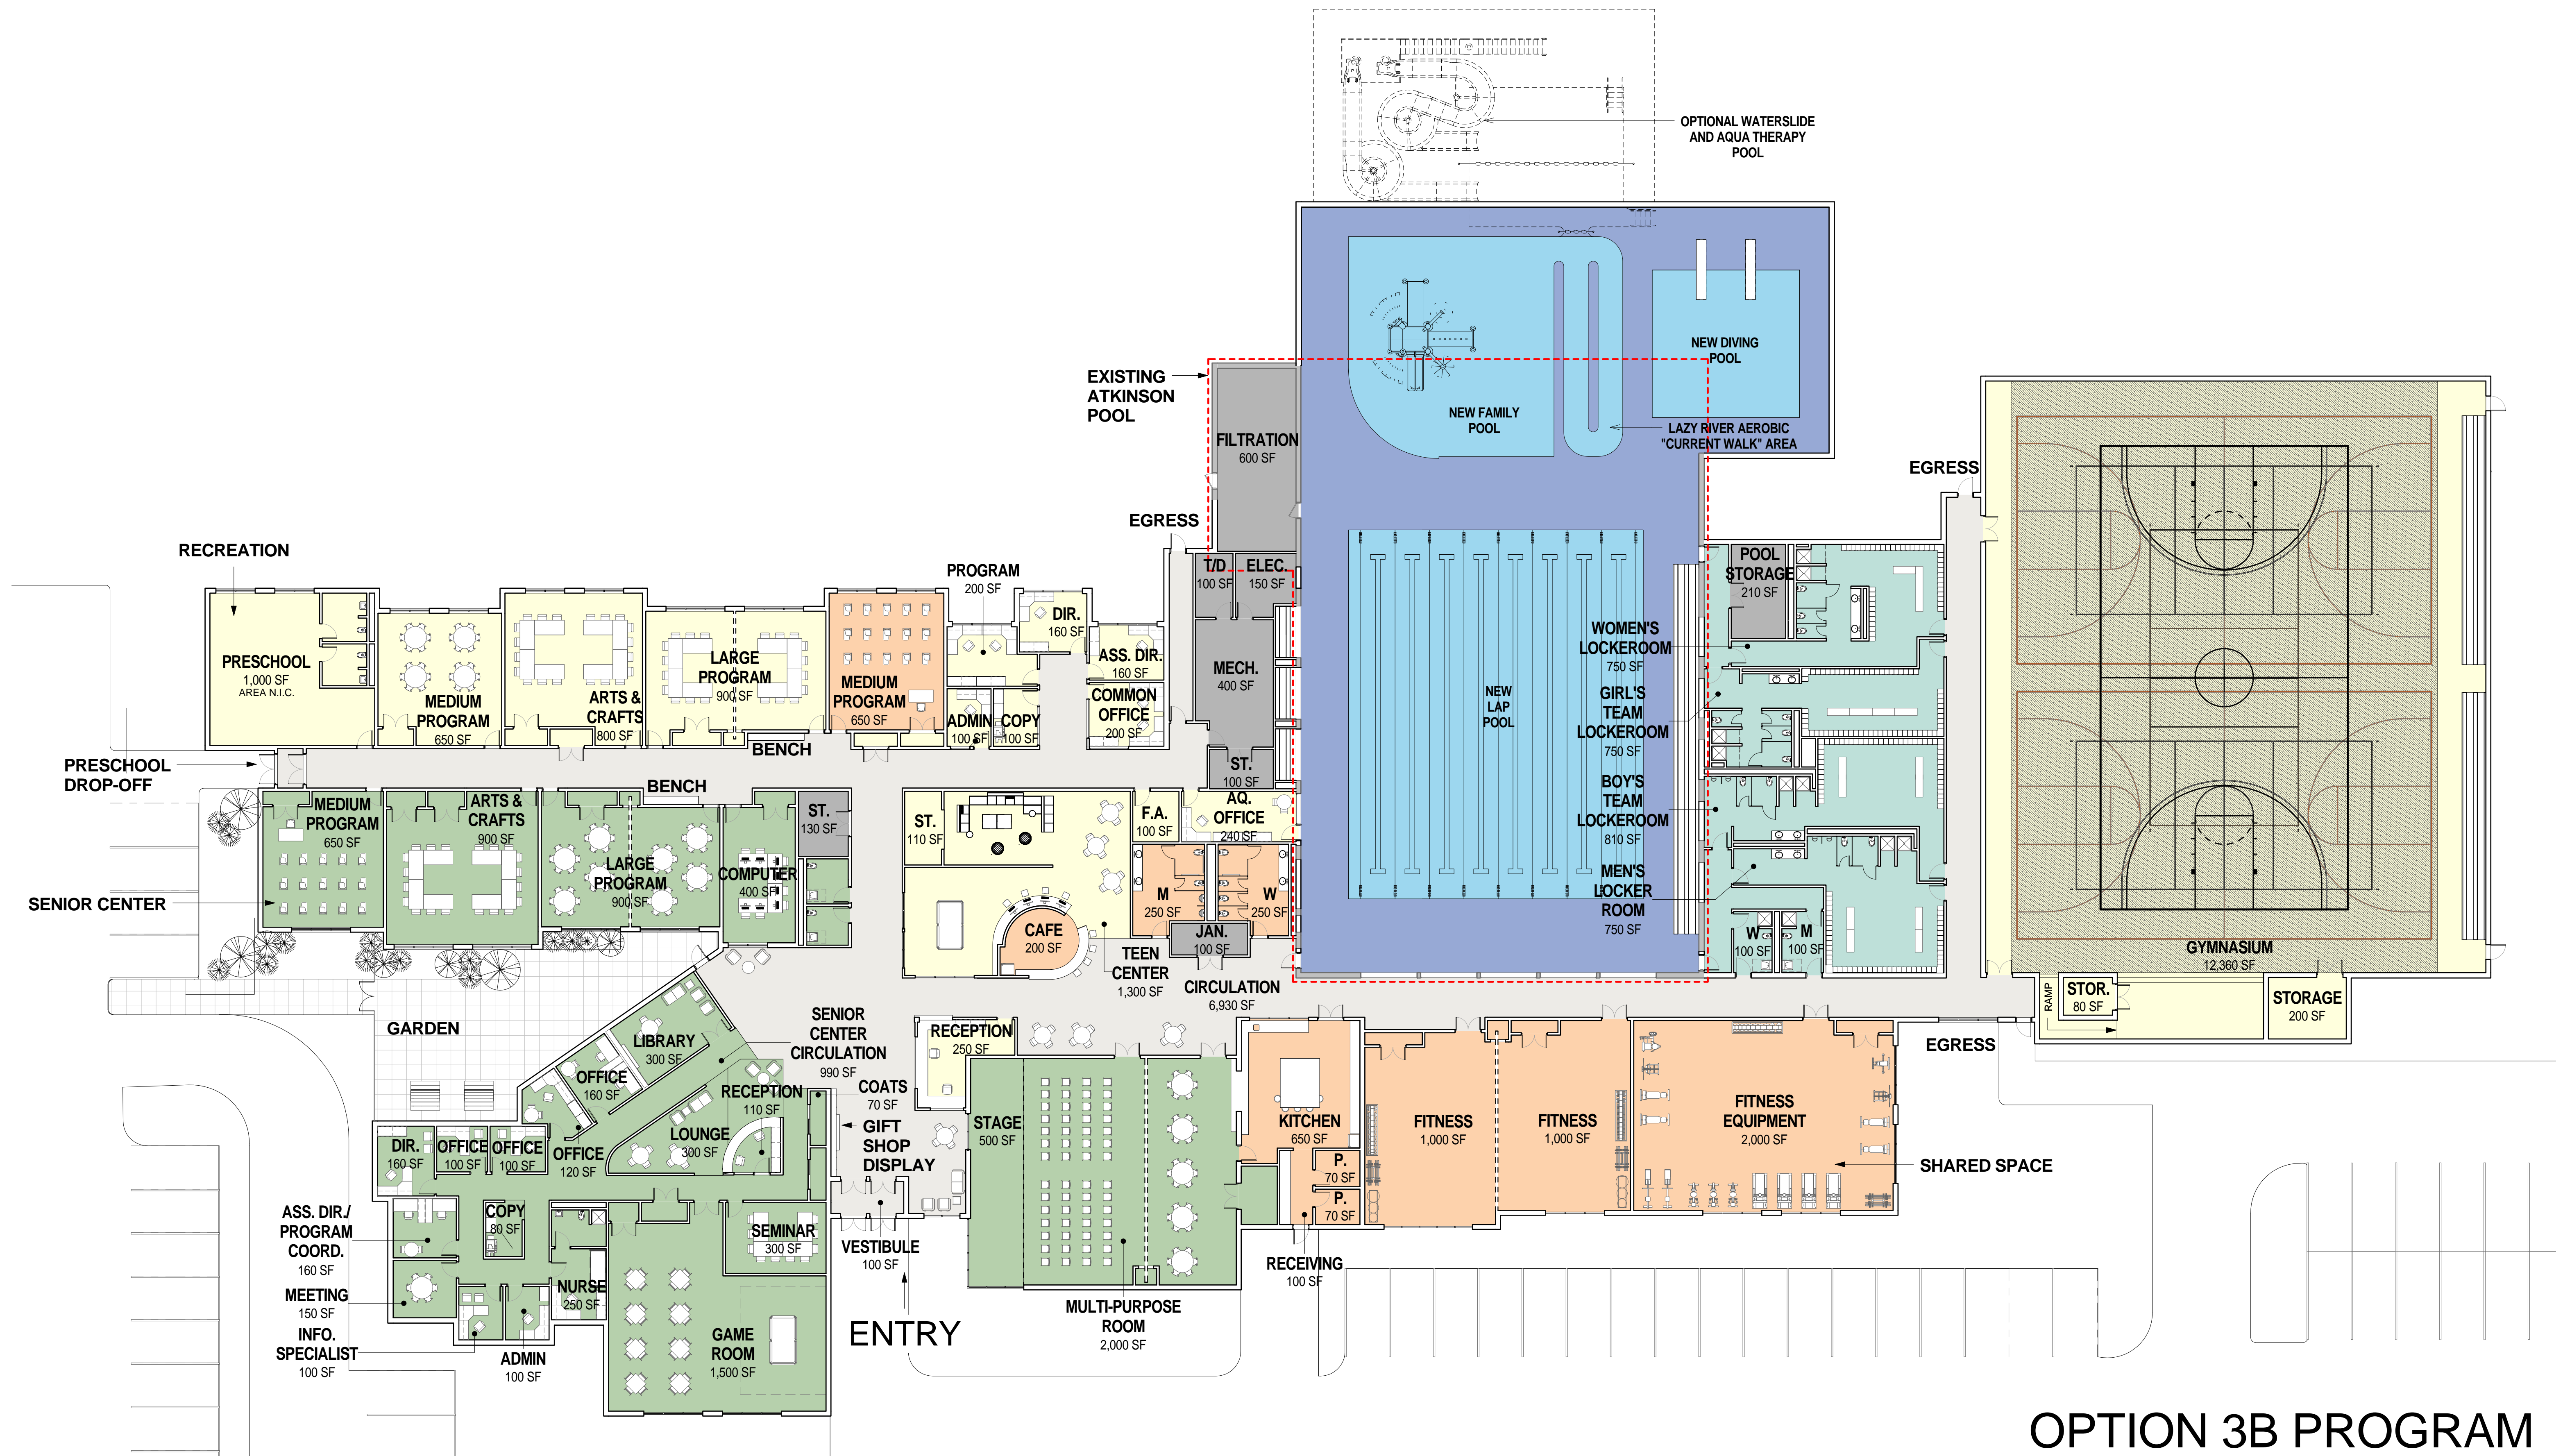 OPTIONAL WATERSLIDE
AND AQUA THERAPY
POOL
NEW DIVING
POOL
NEW FAMILY
POOL
LAZY RIVER AEROBIC
"CURRENT WALK" AREA
EXISTING
ATKINSON
POOL
FILTRATION
600 SF
EGRESS
EGRESS
RECREATION
PROGRAM
200 SF
T/D
100 SF
ELEC.
150 SF
POOL
STORAGE
210 SF
PRESCHOOL
1,000 SF
AREA N.I.C.
MEDIUM
PROGRAM
650 SF
ARTS &
CRAFTS
800 SF
LARGE
PROGRAM
900 SF
MEDIUM
PROGRAM
650 SF
DIR.
160 SF
ASS. DIR.
160 SF
ADMIN
100 SF
COPY
100 SF
COMMON
OFFICE
200 SF
MECH.
400 SF
ST.
100 SF
NEW
LAP
POOL
WOMEN'S
LOCKEROOM
750 SF
GIRL'S
TEAM
LOCKEROOM
750 SF
BOY'S
TEAM
LOCKEROOM
810 SF
MEN'S
LOCKER
ROOM
750 SF
W
100 SF
M
100 SF
GYMNASIUM
12,360 SF
BENCH
BENCH
PRESCHOOL
DROP-OFF
SENIOR CENTER
MEDIUM
PROGRAM
650 SF
ARTS &
CRAFTS
900 SF
LARGE
PROGRAM
900 SF
COMPUTER
400 SF
ST.
130 SF
ST.
110 SF
F.A.
100 SF
AQ.
OFFICE
240 SF
M
250 SF
W
250 SF
JAN.
100 SF
CAFE
200 SF
TEEN
CENTER
1,300 SF
CIRCULATION
6,930 SF
RAMP
STOR.
80 SF
STORAGE
200 SF
EGRESS
GARDEN
LIBRARY
300 SF
OFFICE
160 SF
SENIOR
CENTER
CIRCULATION
990 SF
RECEPTION
250 SF
RECEPTION
110 SF
COATS
70 SF
GIFT
SHOP
DISPLAY
LOUNGE
300 SF
DIR.
160 SF
OFFICE
100 SF
OFFICE
100 SF
OFFICE
120 SF
STAGE
500 SF
KITCHEN
650 SF
P.
70 SF
P.
70 SF
FITNESS
1,000 SF
FITNESS
1,000 SF
FITNESS
EQUIPMENT
2,000 SF
SHARED SPACE
ASS. DIR./
PROGRAM
COORD.
160 SF
COPY
80 SF
SEMINAR
300 SF
VESTIBULE
100 SF
RECEIVING
100 SF
MEETING
150 SF
NURSE
250 SF
INFO.
SPECIALIST
100 SF
ADMIN
100 SF
GAME
ROOM
1,500 SF
ENTRY
MULTI-PURPOSE
ROOM
2,000 SF
OPTION 3B PROGRAM